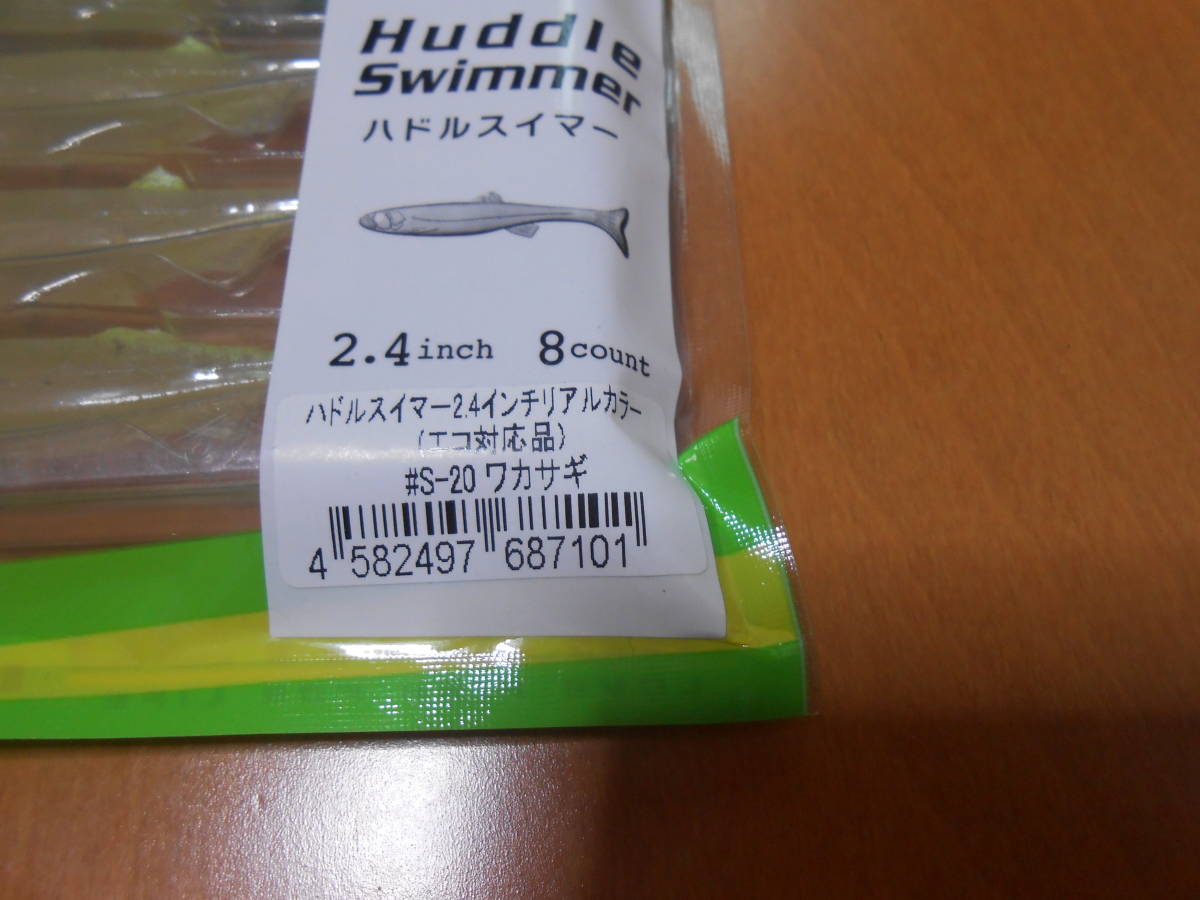 Huddle
Swimmer
ハドルスイマー
2.4inch 8count
ハドルスイマー2.4インチリアルカラー
(エコ対応品)
#S-20 ワカサギ
4 582497 687101